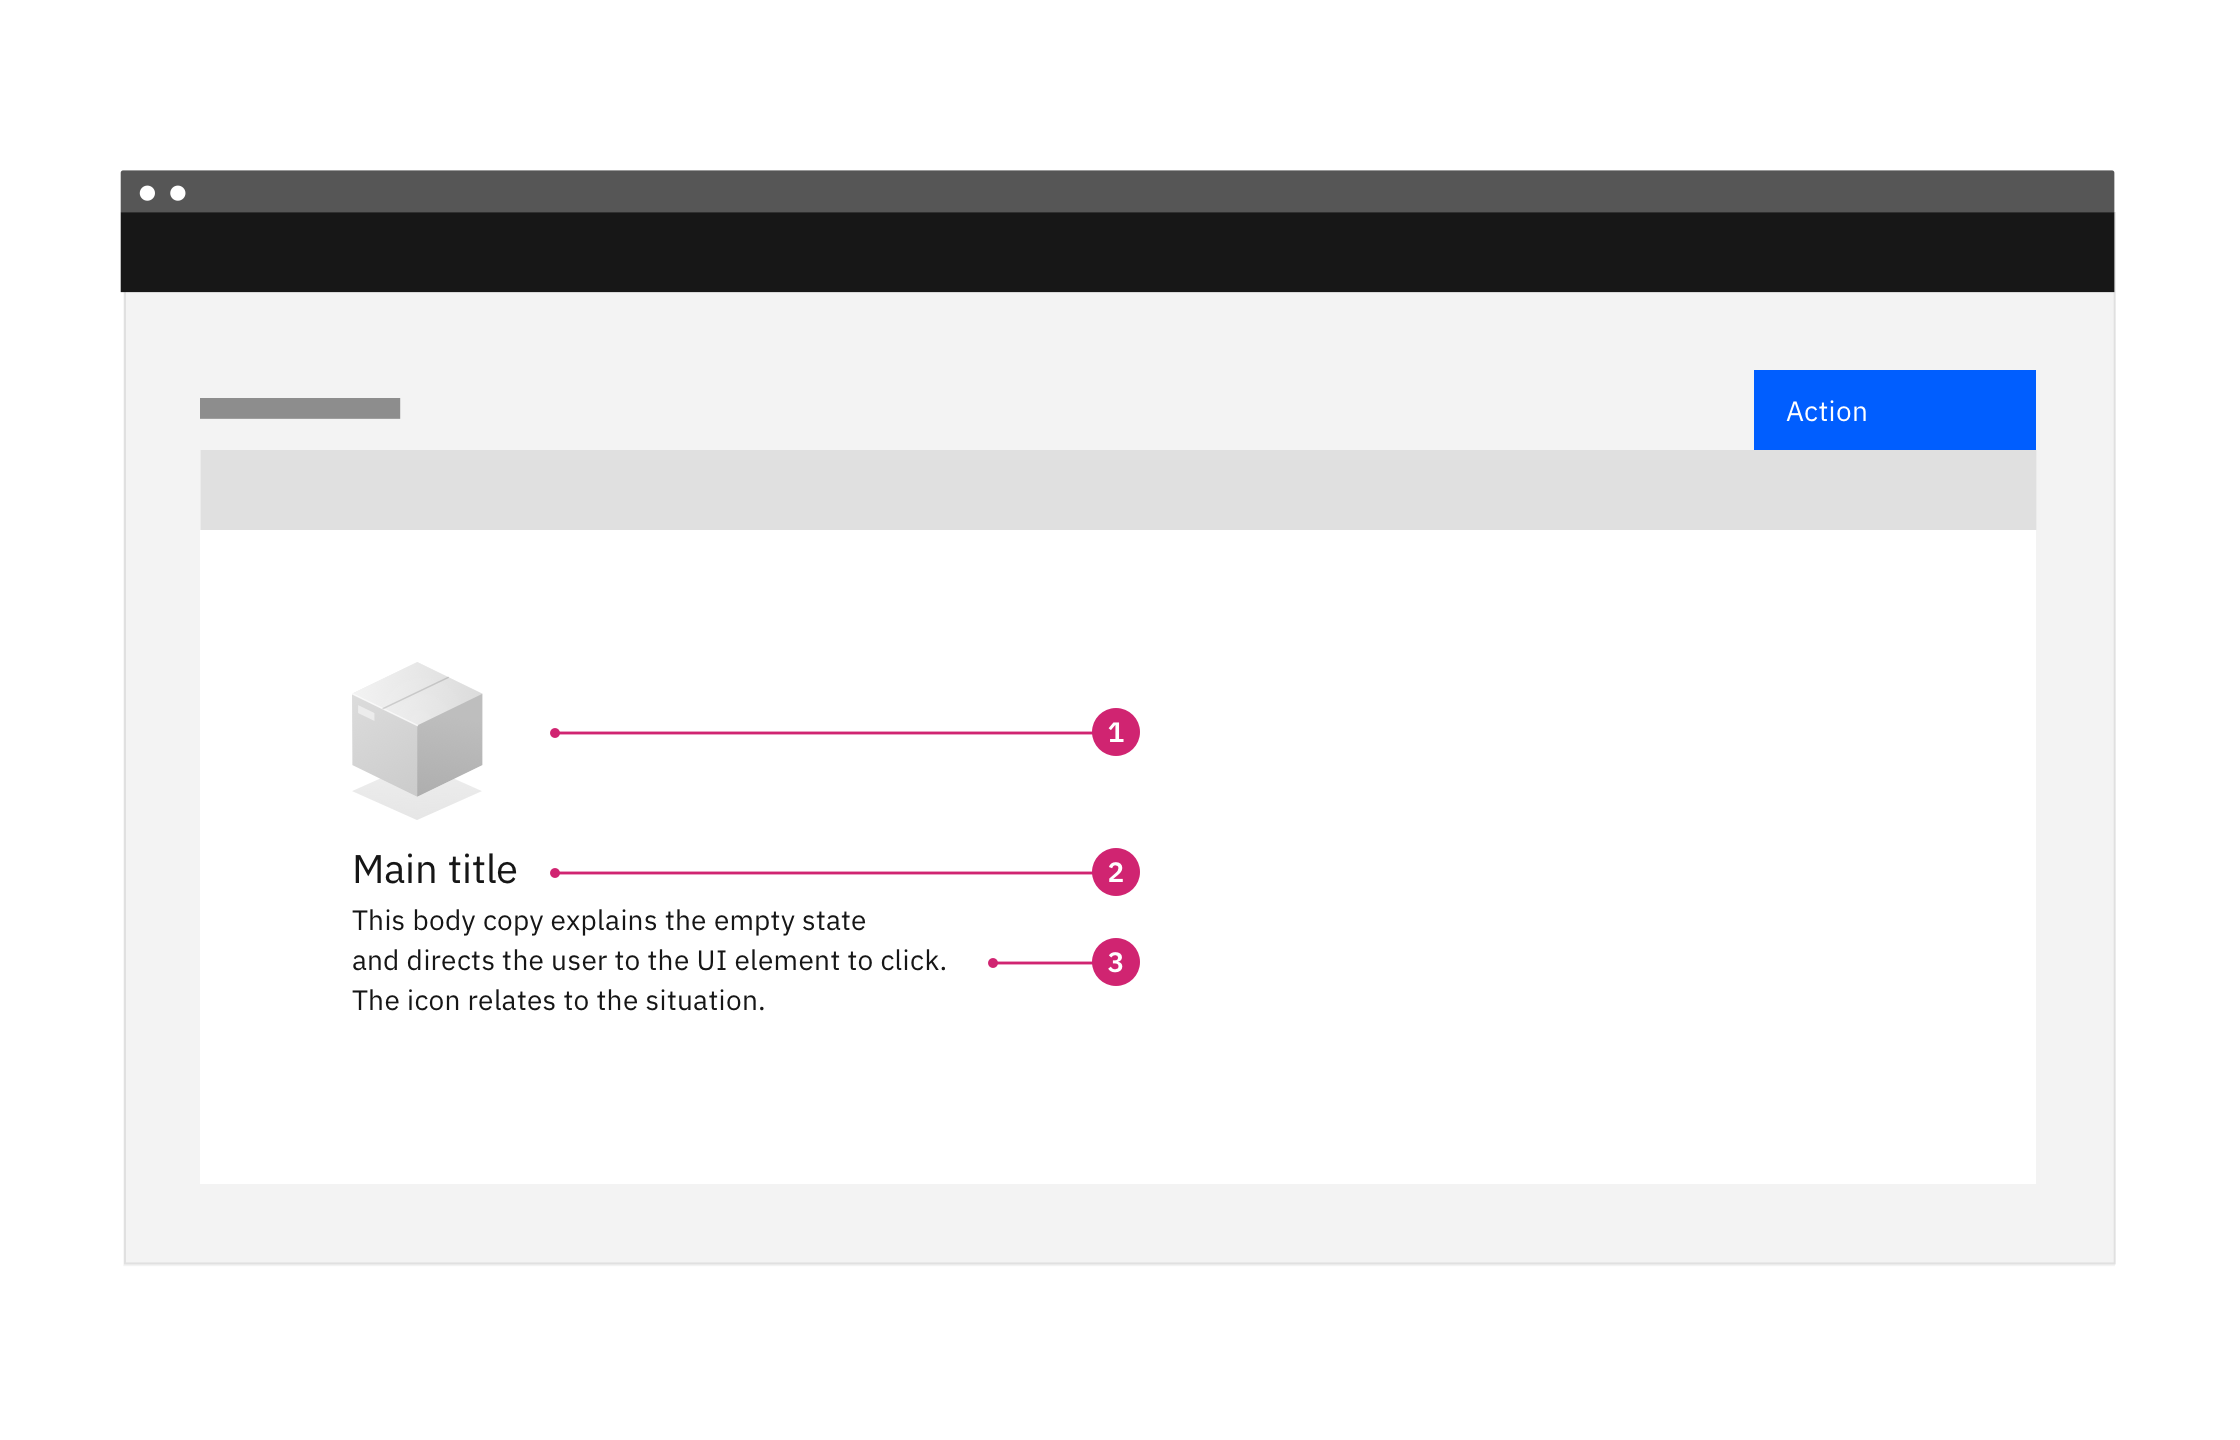 Action
1
Main title
2
This body copy explains the empty state
and directs the user to the UI element to click.
3
The icon relates to the situation.